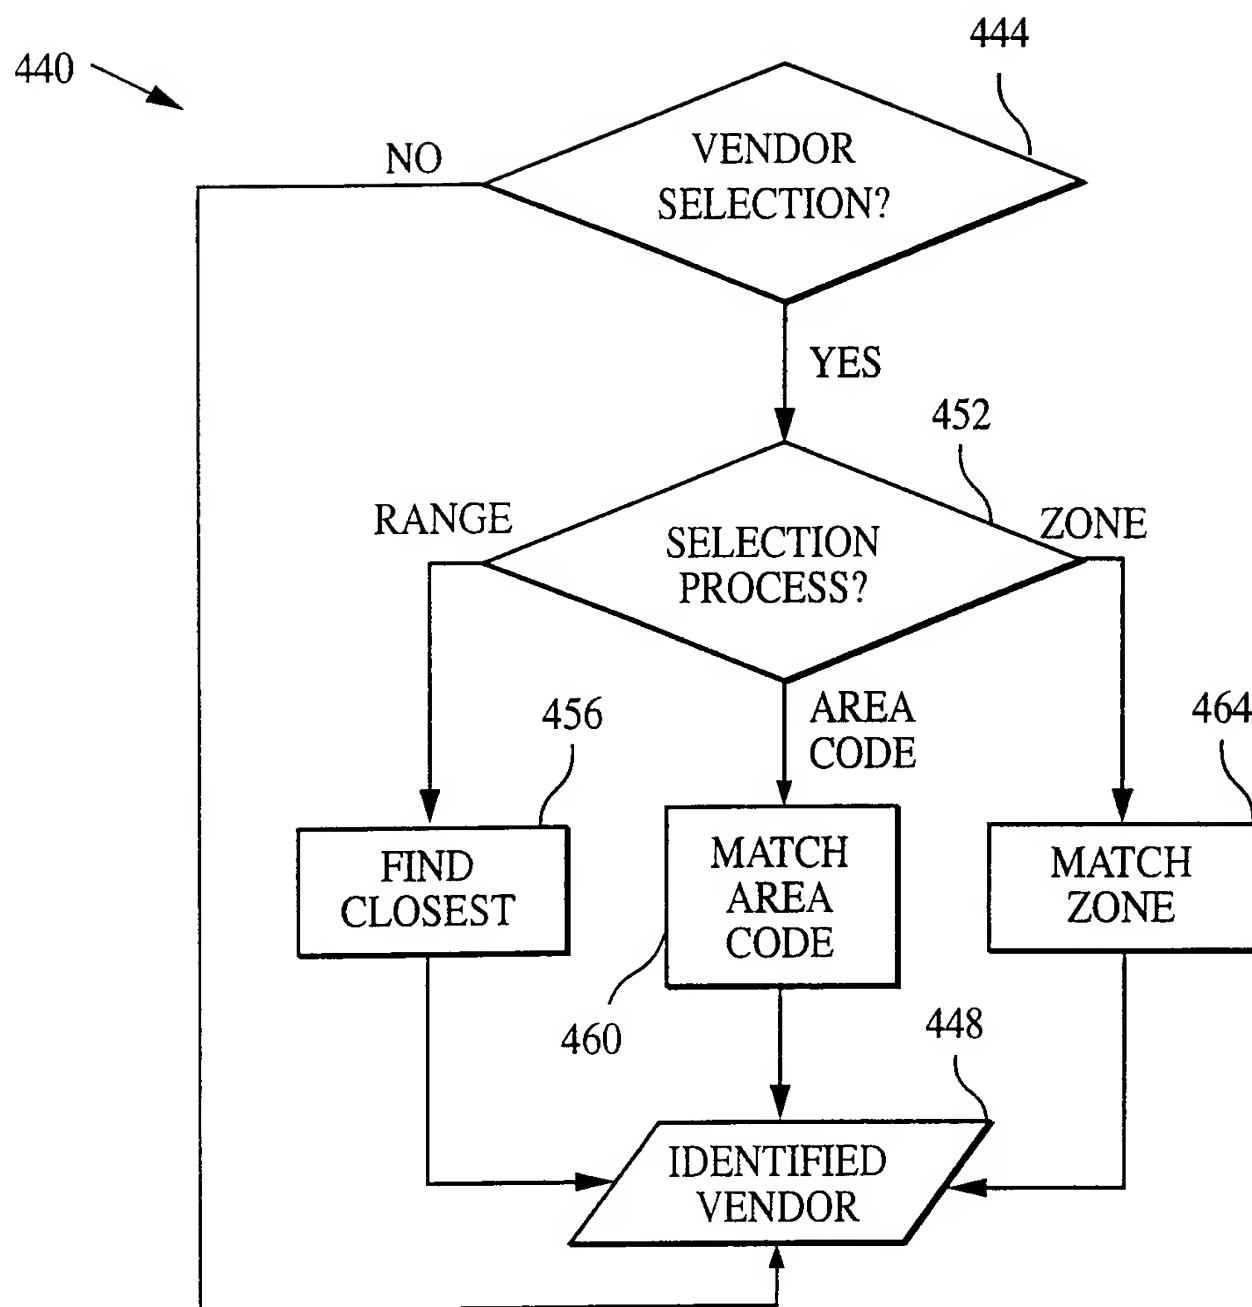 444
440
NO
VENDOR
SELECTION?
YES
452
RANGE
ZONE
SELECTION
PROCESS?
456
AREA
CODE
464
FIND
CLOSEST
MATCH
AREA
CODE
MATCH
ZONE
460
448
IDENTIFIED
VENDOR